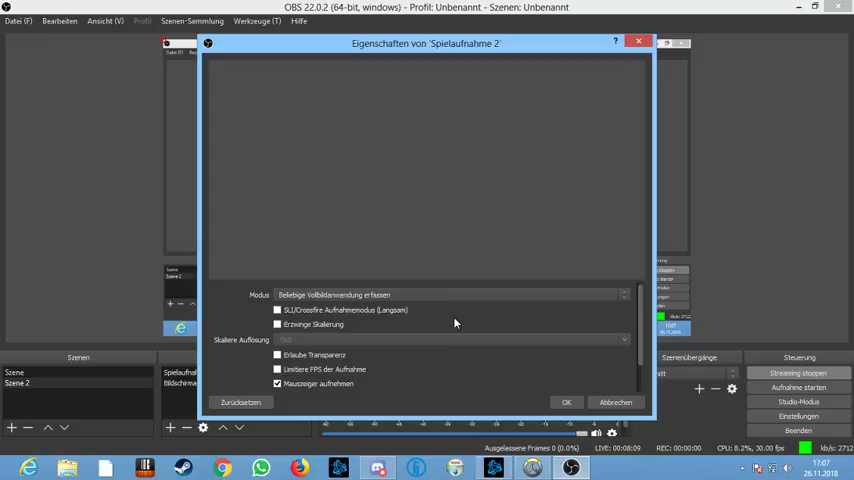 OBS 22.0.2 (64-bit, windows) - Profil: Unbenannt - Szenen: Unbenannt
Datei (F) Bearbeiten Ansicht (V) Profil Szenen-Sammlung Werkzeuge (T) Hilfe
Eigenschaften von 'Spielaufnahme 2'
Modus Beliebige Vollbildanwendung erfassen
SLI/Crossfire Aufnahmemodus (Langsam)
Erzwinge Skalierung
Skaliere Auflösung
Erlaube Transparenz
Limitiere FPS der Aufnahme
Mauszeiger aufnehmen
Zurücksetzen OK Abbrechen
Szenen
Szene
Szene 2
Spielaufnah
Bildschirma
Szenenübergänge
Steuerung
Streaming stoppen
Aufnahme starten
Studio-Modus
Einstellungen
Beenden
Ausgelassene Frames 0 (0.0%) LIVE: 00:08:09 REC: 00:00:00 CPU: 8.2%, 30.00 fps kb/s: 2712
17:07
26.11.2018